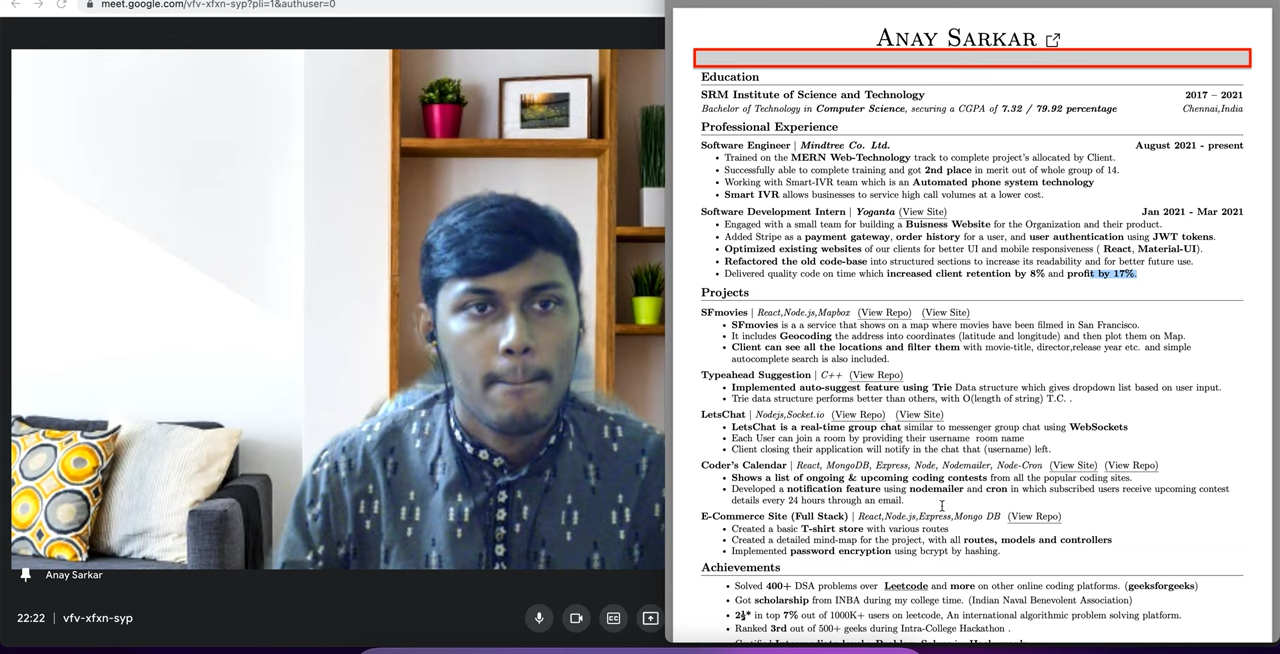 meet.google.com/vfv-xfxn-syp?pli=1&authuser=0
Anay Sarkar
22:22 | vfv-xfxn-syp
ANAY SARKAR
Education
SRM Institute of Science and Technology 2017 – 2021
Bachelor of Technology in Computer Science, securing a CGPA of 7.32 / 79.92 percentage Chennai,India
Professional Experience
Software Engineer | Mindtree Co. Ltd. August 2021 - present
• Trained on the MERN Web-Technology track to complete project's allocated by Client.
• Successfully able to complete training and got 2nd place in merit out of whole group of 14.
• Working with Smart-IVR team which is an Automated phone system technology
• Smart IVR allows businesses to service high call volumes at a lower cost.
Software Development Intern | Yoganta (View Site) Jan 2021 - Mar 2021
• Engaged with a small team for building a Buisness Website for the Organization and their product.
• Added Stripe as a payment gateway, order history for a user, and user authentication using JWT tokens.
• Optimized existing websites of our clients for better UI and mobile responsiveness ( React, Material-UI).
• Refactored the old code-base into structured sections to increase its readability and for better future use.
• Delivered quality code on time which increased client retention by 8% and profit by 17%.
Projects
SFmovies | React,Node.js,Mapbox (View Repo) (View Site)
• SFmovies is a a service that shows on a map where movies have been filmed in San Francisco.
• It includes Geocoding the address into coordinates (latitude and longitude) and then plot them on Map.
• Client can see all the locations and filter them with movie-title, director,release year etc. and simple
autocomplete search is also included.
Typeahead Suggestion | C++ (View Repo)
• Implemented auto-suggest feature using Trie Data structure which gives dropdown list based on user input.
• Trie data structure performs better than others, with O(length of string) T.C. .
LetsChat | Nodejs,Socket.io (View Repo) (View Site)
• LetsChat is a real-time group chat similar to messenger group chat using WebSockets
• Each User can join a room by providing their username room name
• Client closing their application will notify in the chat that (username) left.
Coder's Calendar | React, MongoDB, Express, Node, Nodemailer, Node-Cron (View Site) (View Repo)
• Shows a list of ongoing & upcoming coding contests from all the popular coding sites.
• Developed a notification feature using nodemailer and cron in which subscribed users receive upcoming contest
details every 24 hours through an email.
E-Commerce Site (Full Stack) | React,Node.js,Express,Mongo DB (View Repo)
• Created a basic T-shirt store with various routes
• Created a detailed mind-map for the project, with all routes, models and controllers
• Implemented password encryption using bcrypt by hashing.
Achievements
• Solved 400+ DSA problems over Leetcode and more on other online coding platforms. (geeksforgeeks)
• Got scholarship from INBA during my college time. (Indian Naval Benevolent Association)
• in top 7% out of 1000K+ users on leetcode, An international algorithmic problem solving platform.
• Ranked 3rd out of 500+ geeks during Intra-College Hackathon .